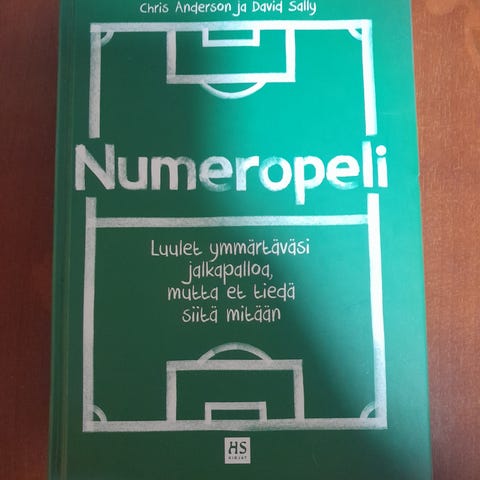 Chris Anderson ja David Sally
Numeropeli
Luulet ymmärtäväsi
jalkapalloa,
mutta et tiedä
siitä mitään
HS
KIRJAT